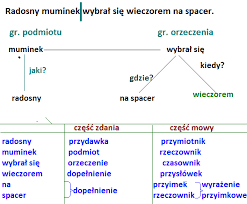 Radosny muminek wybrał się wieczorem na spacer.
gr. podmiotu gr. orzeczenia
muminek wybrał się
jaki? gdzie? kiedy?
radosny na spacer wieczorem
część zdania część mowy
radosny przydawka przymiotnik
muminek podmiot rzeczownik
wybrał się orzeczenie czasownik
wieczorem dopełnienie przysłówek
na dopełnienie przyimek wyrażenie
spacer rzeczownik przyimkowe